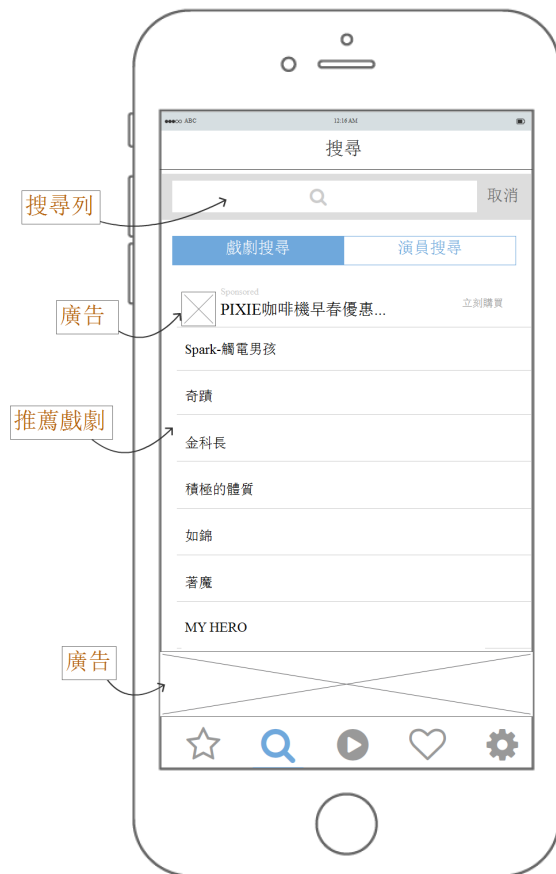 ABC
12:16 AM
搜尋
搜尋列
取消
戲劇搜尋
演員搜尋
廣告
Sponsored
PIXIE咖啡機早春優惠...
立刻購買
Spark-觸電男孩
奇蹟
推薦戲劇
金科長
積極的體質
如錦
著魔
MY HERO
廣告